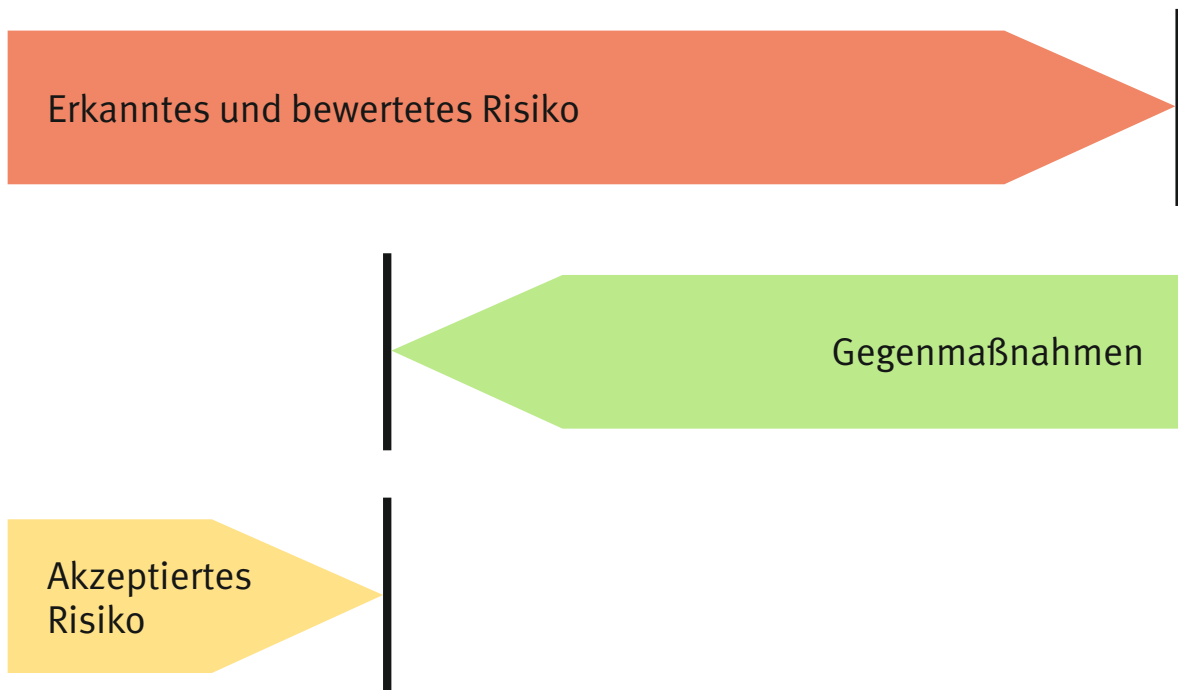 Erkanntes und bewertetes Risiko
Gegenmaßnahmen
Akzeptiertes
Risiko